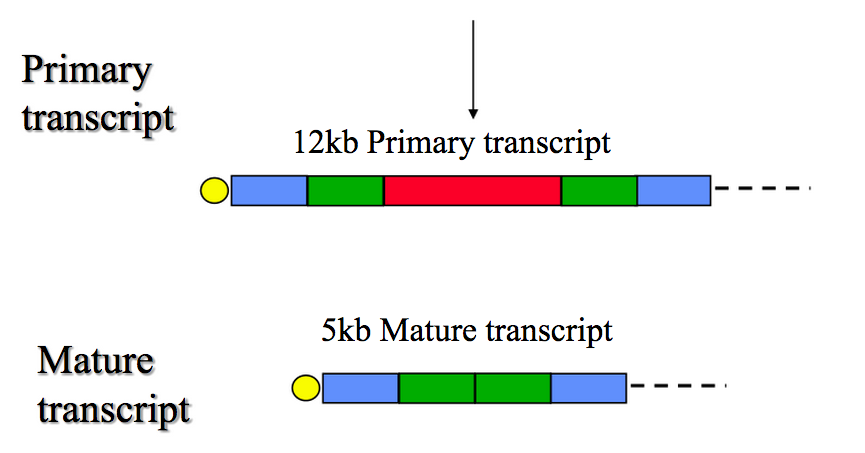 Primary
transcript
12kb Primary transcript
5kb Mature transcript
Mature
transcript